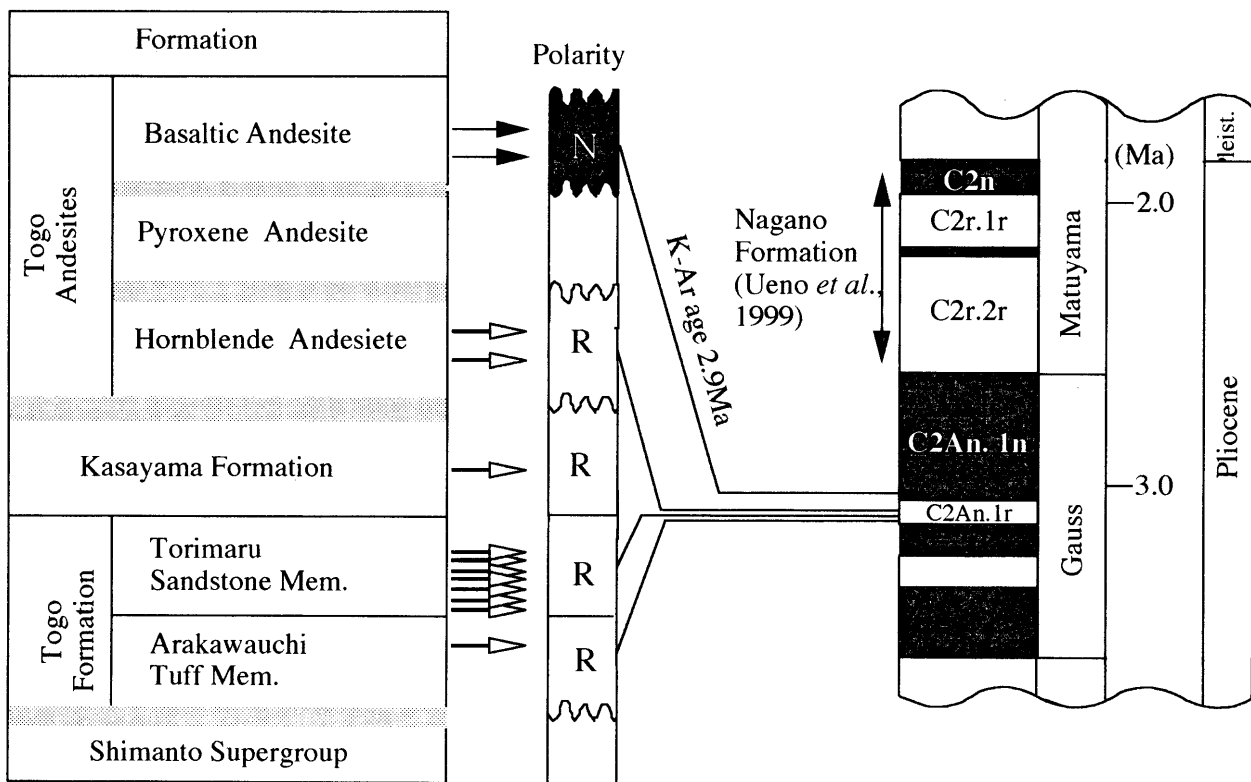 Formation
Togo
Andesites
Basaltic Andesite
Pyroxene Andesite
Hornblende Andesiete
Kasayama Formation
Togo
Formation
Torimaru
Sandstone Mem.
Arakawauchi
Tuff Mem.
Shimanto Supergroup
Polarity
N
R
R
R
R
K-Ar age 2.9Ma
Nagano
Formation
(Ueno et al.,
1999)
C2n
C2r.1r
C2r.2r
C2An. 1n
C2An.1r
Matuyama
Gauss
(Ma)
2.0
3.0
Pleist.
Pliocene